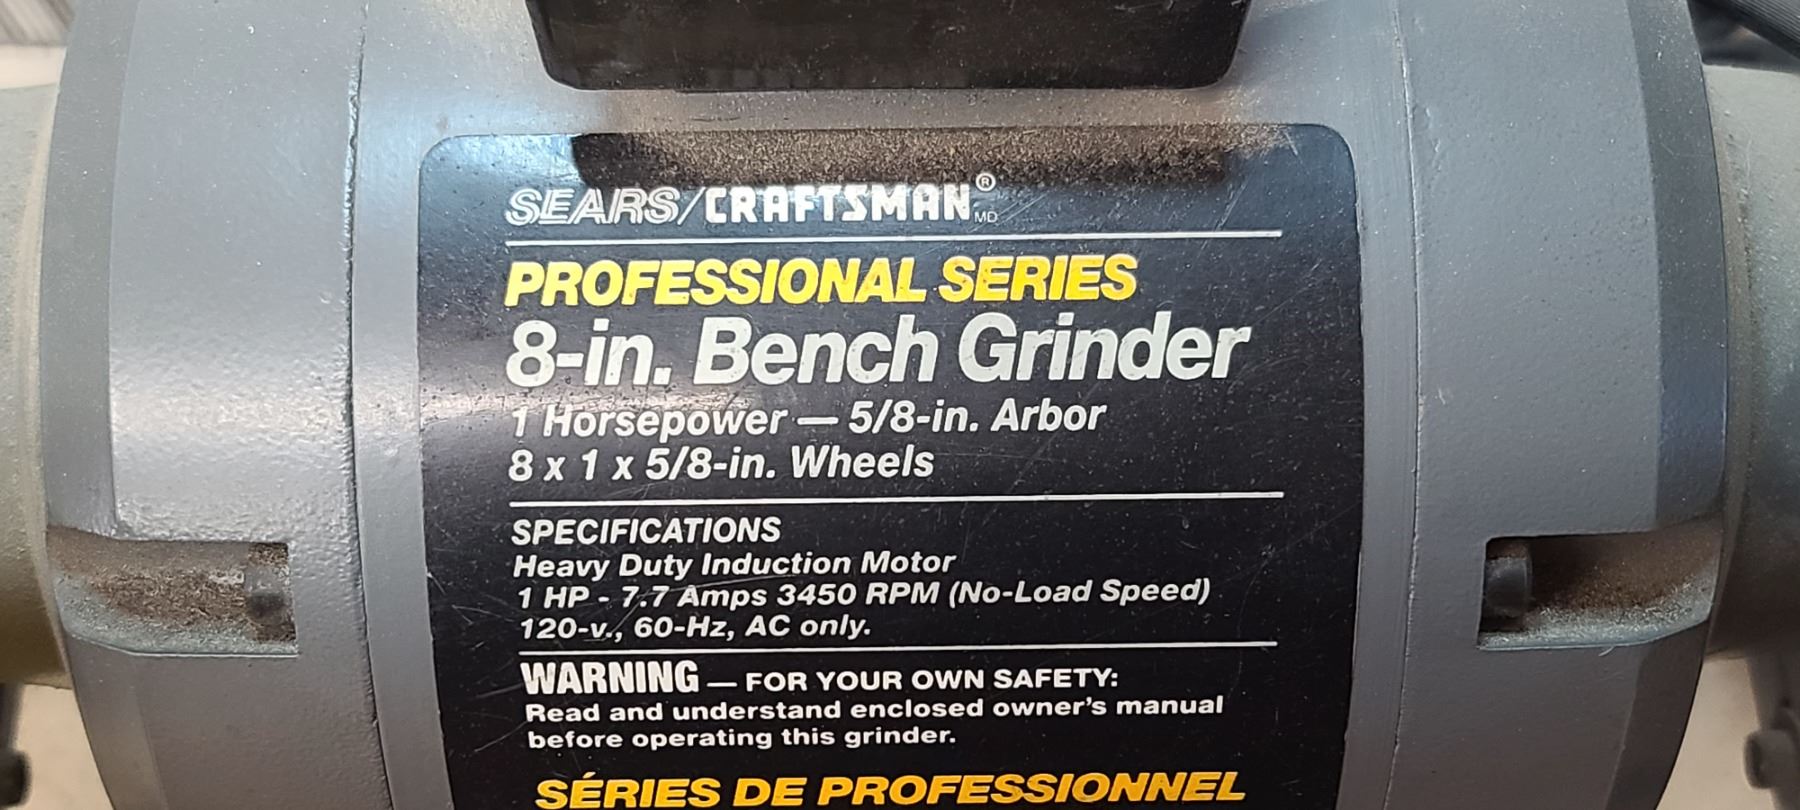 SEARS/CRAFTSMAN®MD
PROFESSIONAL SERIES
8-in. Bench Grinder
1 Horsepower — 5/8-in. Arbor
8 x 1 x 5/8-in. Wheels
SPECIFICATIONS
Heavy Duty Induction Motor
1 HP - 7.7 Amps 3450 RPM (No-Load Speed)
120-v., 60-Hz, AC only.
WARNING — FOR YOUR OWN SAFETY:
Read and understand enclosed owner's manual
before operating this grinder.
SÉRIES DE PROFESSIONNEL